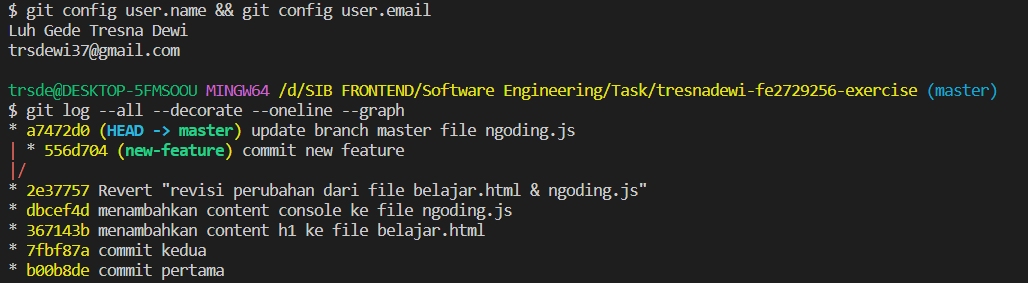 $ git config user.name && git config user.email
Luh Gede Tresna Dewi
trsdewi37@gmail.com
trsde@DESKTOP-5FMSOOU MINGW64 /d/SIB FRONTEND/Software Engineering/Task/tresnadewi-fe2729256-exercise (master)
$ git log --all --decorate --oneline --graph
* a7472d0 (HEAD -> master) update branch master file ngoding.js
| * 556d704 (new-feature) commit new feature
|/
* 2e37757 Revert "revisi perubahan dari file belajar.html & ngoding.js"
* dbcef4d menambahkan content console ke file ngoding.js
* 367143b menambahkan content h1 ke file belajar.html
* 7fbf87a commit kedua
* b00b8de commit pertama